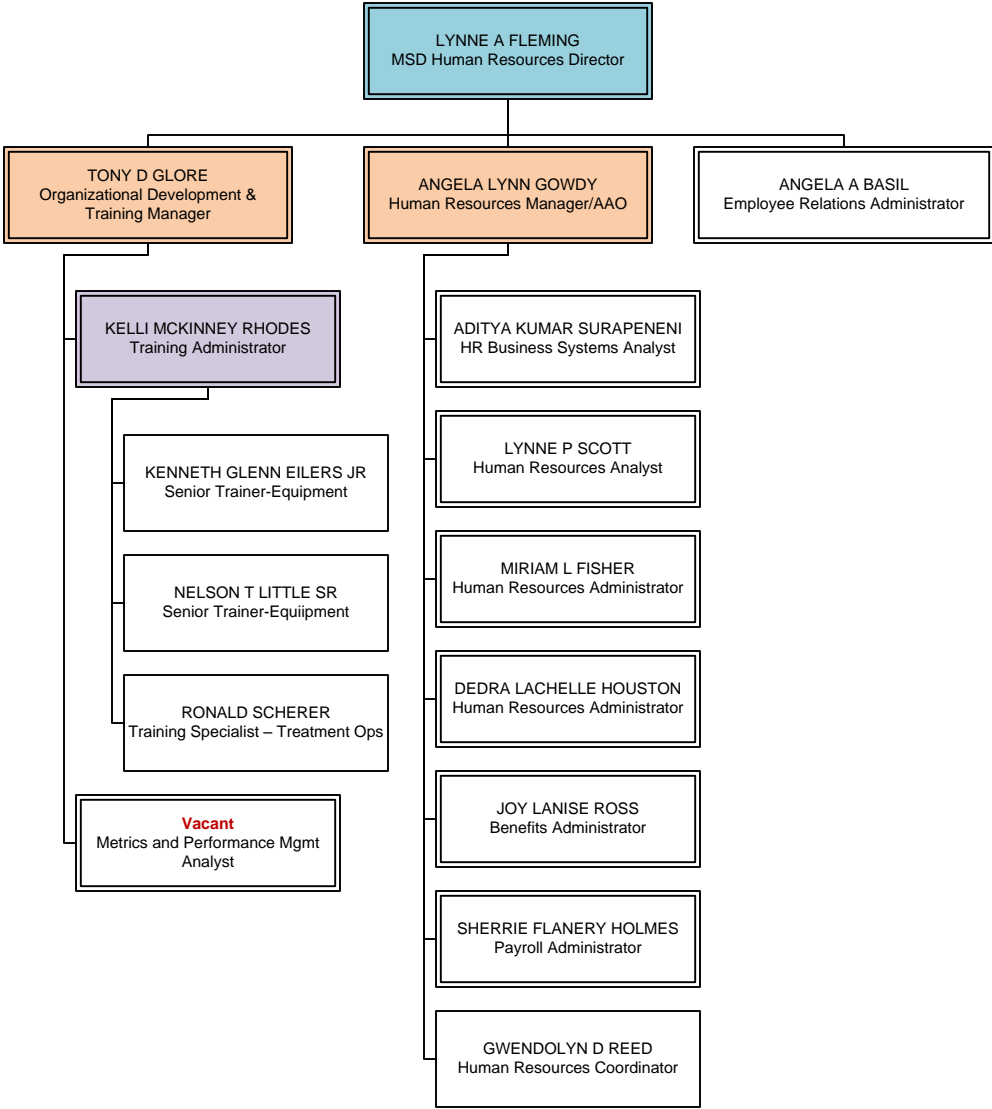 LYNNE A FLEMING
MSD Human Resources Director
TONY D GLORE
Organizational Development &
Training Manager
ANGELA LYNN GOWDY
Human Resources Manager/AAO
ANGELA A BASIL
Employee Relations Administrator
KELLI MCKINNEY RHODES
Training Administrator
KENNETH GLENN EILERS JR
Senior Trainer-Equipment
NELSON T LITTLE SR
Senior Trainer-Equiipment
RONALD SCHERER
Training Specialist – Treatment Ops
Vacant
Metrics and Performance Mgmt
Analyst
ADITYA KUMAR SURAPENENI
HR Business Systems Analyst
LYNNE P SCOTT
Human Resources Analyst
MIRIAM L FISHER
Human Resources Administrator
DEDRA LACHELLE HOUSTON
Human Resources Administrator
JOY LANISE ROSS
Benefits Administrator
SHERRIE FLANERY HOLMES
Payroll Administrator
GWENDOLYN D REED
Human Resources Coordinator